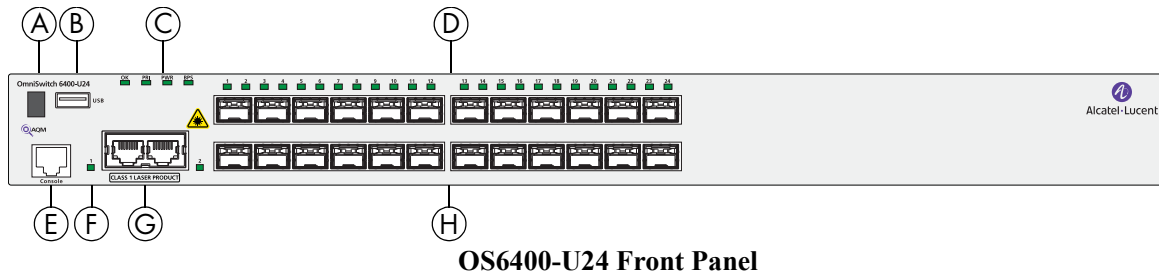 A B C D
OmniSwitch 6400-U24
OK PRI PWR BPS
1 2 3 4 5 6 7 8 9 10 11 12 13 14 15 16 17 18 19 20 21 22 23 24
USB
Alcatel·Lucent
AQM
1 2
Console
CLASS 1 LASER PRODUCT
E F G H
OS6400-U24 Front Panel